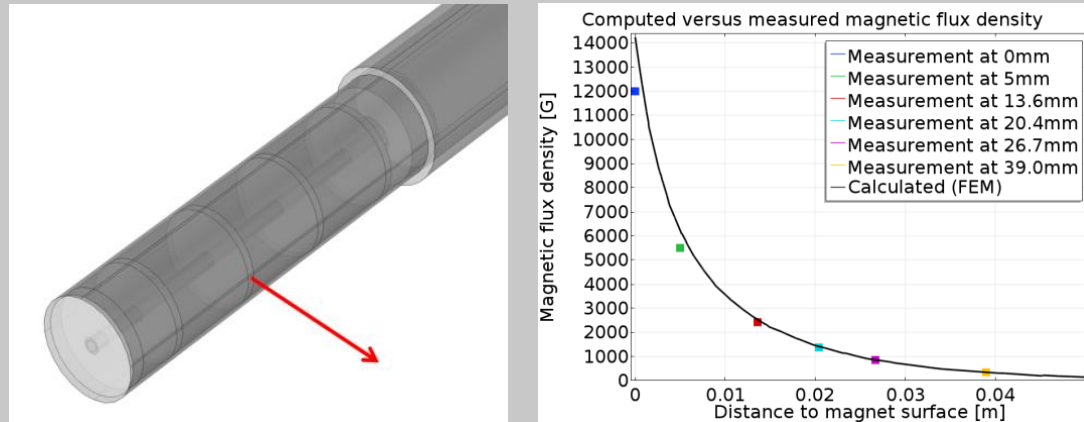 Computed versus measured magnetic flux density
Magnetic flux density [G]
14000
13000
12000
11000
10000
9000
8000
7000
6000
5000
4000
3000
2000
1000
0
Measurement at 0mm
Measurement at 5mm
Measurement at 13.6mm
Measurement at 20.4mm
Measurement at 26.7mm
Measurement at 39.0mm
Calculated (FEM)
0 0.01 0.02 0.03 0.04
Distance to magnet surface [m]